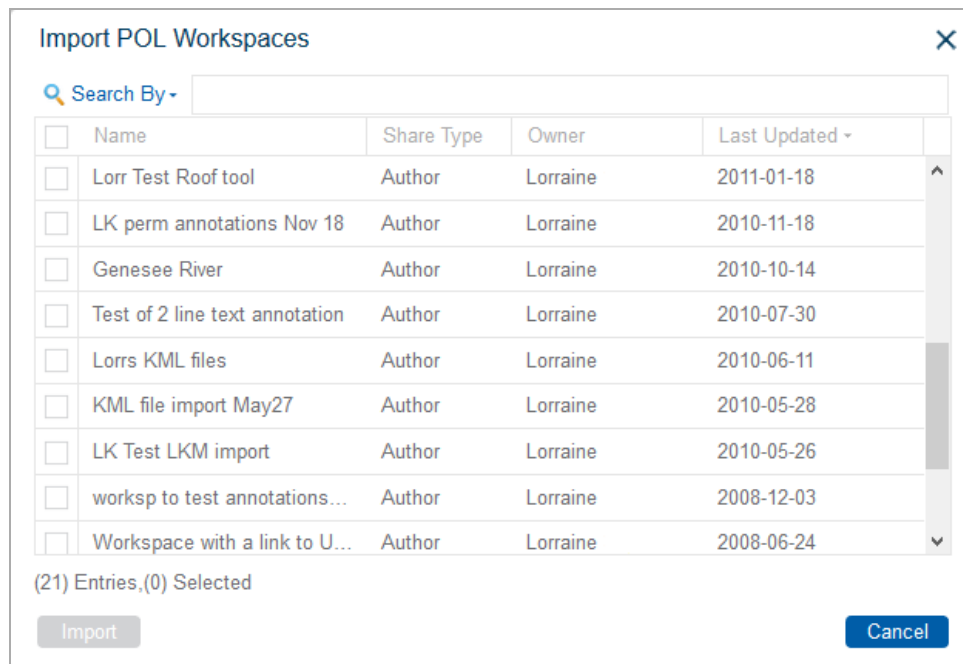 Import POL Workspaces
Search By
Name Share Type Owner Last Updated
Lorr Test Roof tool Author Lorraine 2011-01-18
LK perm annotations Nov 18 Author Lorraine 2010-11-18
Genesee River Author Lorraine 2010-10-14
Test of 2 line text annotation Author Lorraine 2010-07-30
Lorrs KML files Author Lorraine 2010-06-11
KML file import May27 Author Lorraine 2010-05-28
LK Test LKM import Author Lorraine 2010-05-26
worksp to test annotations... Author Lorraine 2008-12-03
Workspace with a link to U... Author Lorraine 2008-06-24
(21) Entries,(0) Selected
Import Cancel